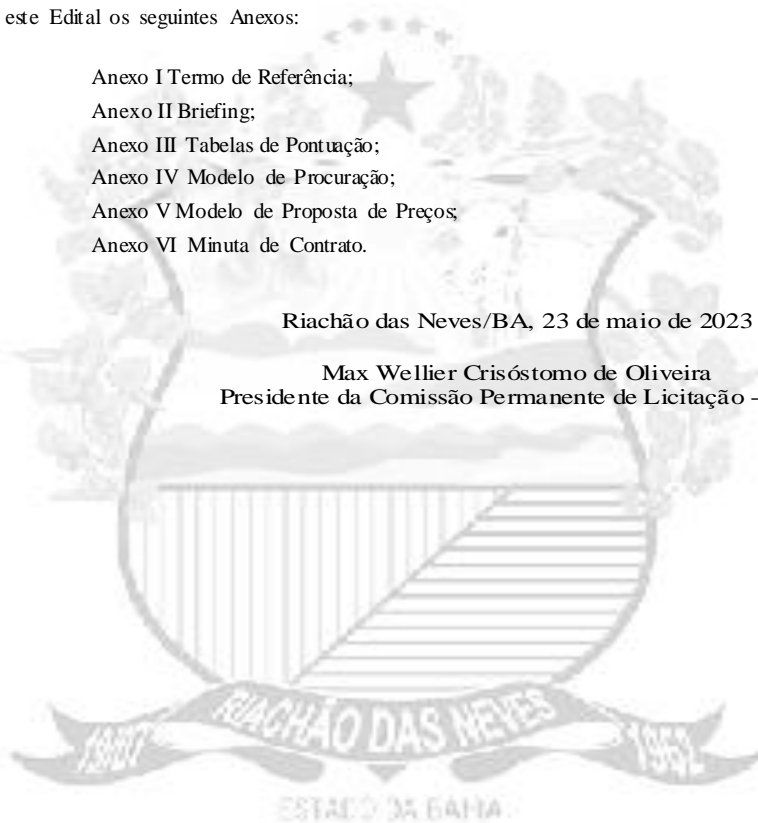 este Edital os seguintes Anexos:
Anexo I Termo de Referência;
Anexo II Briefing;
Anexo III Tabelas de Pontuação;
Anexo IV Modelo de Procuração;
Anexo V Modelo de Proposta de Preços;
Anexo VI Minuta de Contrato.
Riachão das Neves/BA, 23 de maio de 2023
Max Wellier Crisóstomo de Oliveira
Presidente da Comissão Permanente de Licitação -
RIACHÃO DAS NEVES
1962
ESTADO DA BAHIA